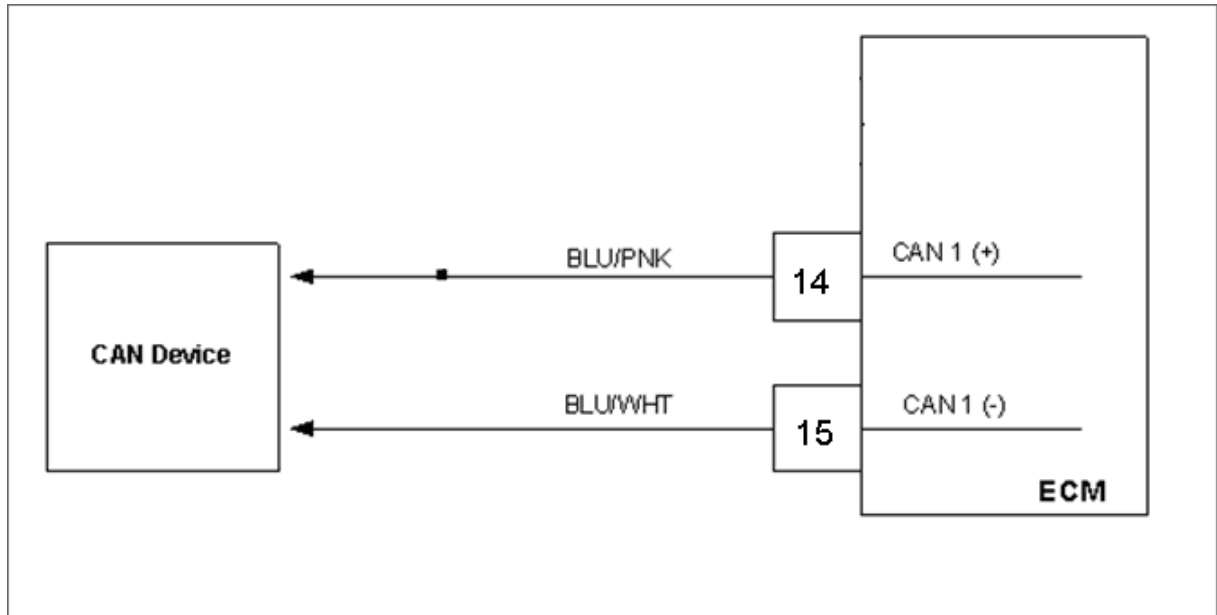 BLU/PNK
14
CAN 1 (+)
CAN Device
BLU/WHT
15
CAN 1 (-)
ECM